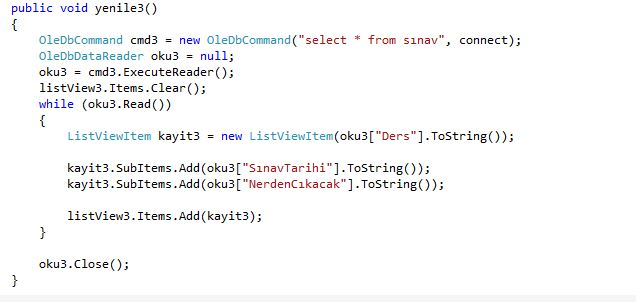 public void yenile3()
{
OleDbCommand cmd3 = new OleDbCommand("select * from sınav", connect);
OleDbDataReader oku3 = null;
oku3 = cmd3.ExecuteReader();
listView3.Items.Clear();
while (oku3.Read())
{
ListViewItem kayit3 = new ListViewItem(oku3["Ders"].ToString());
kayit3.SubItems.Add(oku3["SınavTarihi"].ToString());
kayit3.SubItems.Add(oku3["NerdenCıkacak"].ToString());
listView3.Items.Add(kayit3);
}
oku3.Close();
}